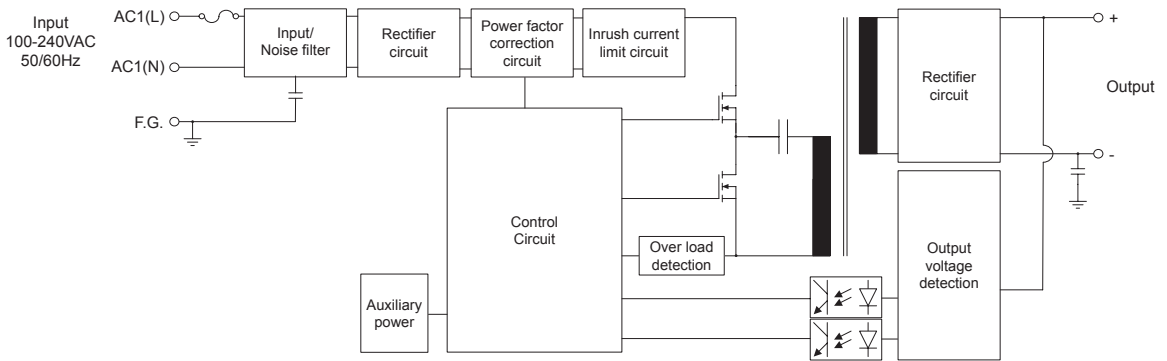 Input
100-240VAC
50/60Hz
AC1(L)
AC1(N)
F.G.
Input/
Noise filter
Rectifier
circuit
Power factor
correction
circuit
Inrush current
limit circuit
Rectifier
circuit
+
Output
-
Control
Circuit
Over load
detection
Output
voltage
detection
Auxiliary
power